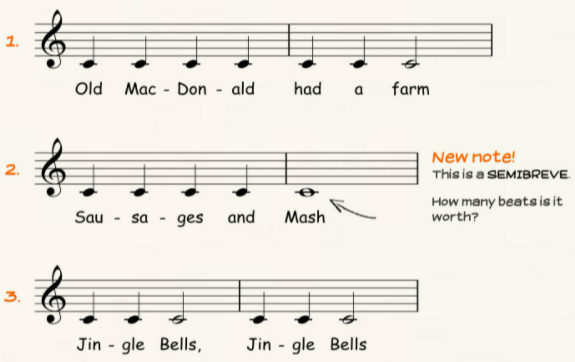 1.
Old Mac - Don - ald had a farm
2.
New note!
This is a SEMIBREVE.
How many beats is it
worth?
Sau - sa - ges and Mash
3.
Jin - gle Bells, Jin - gle Bells